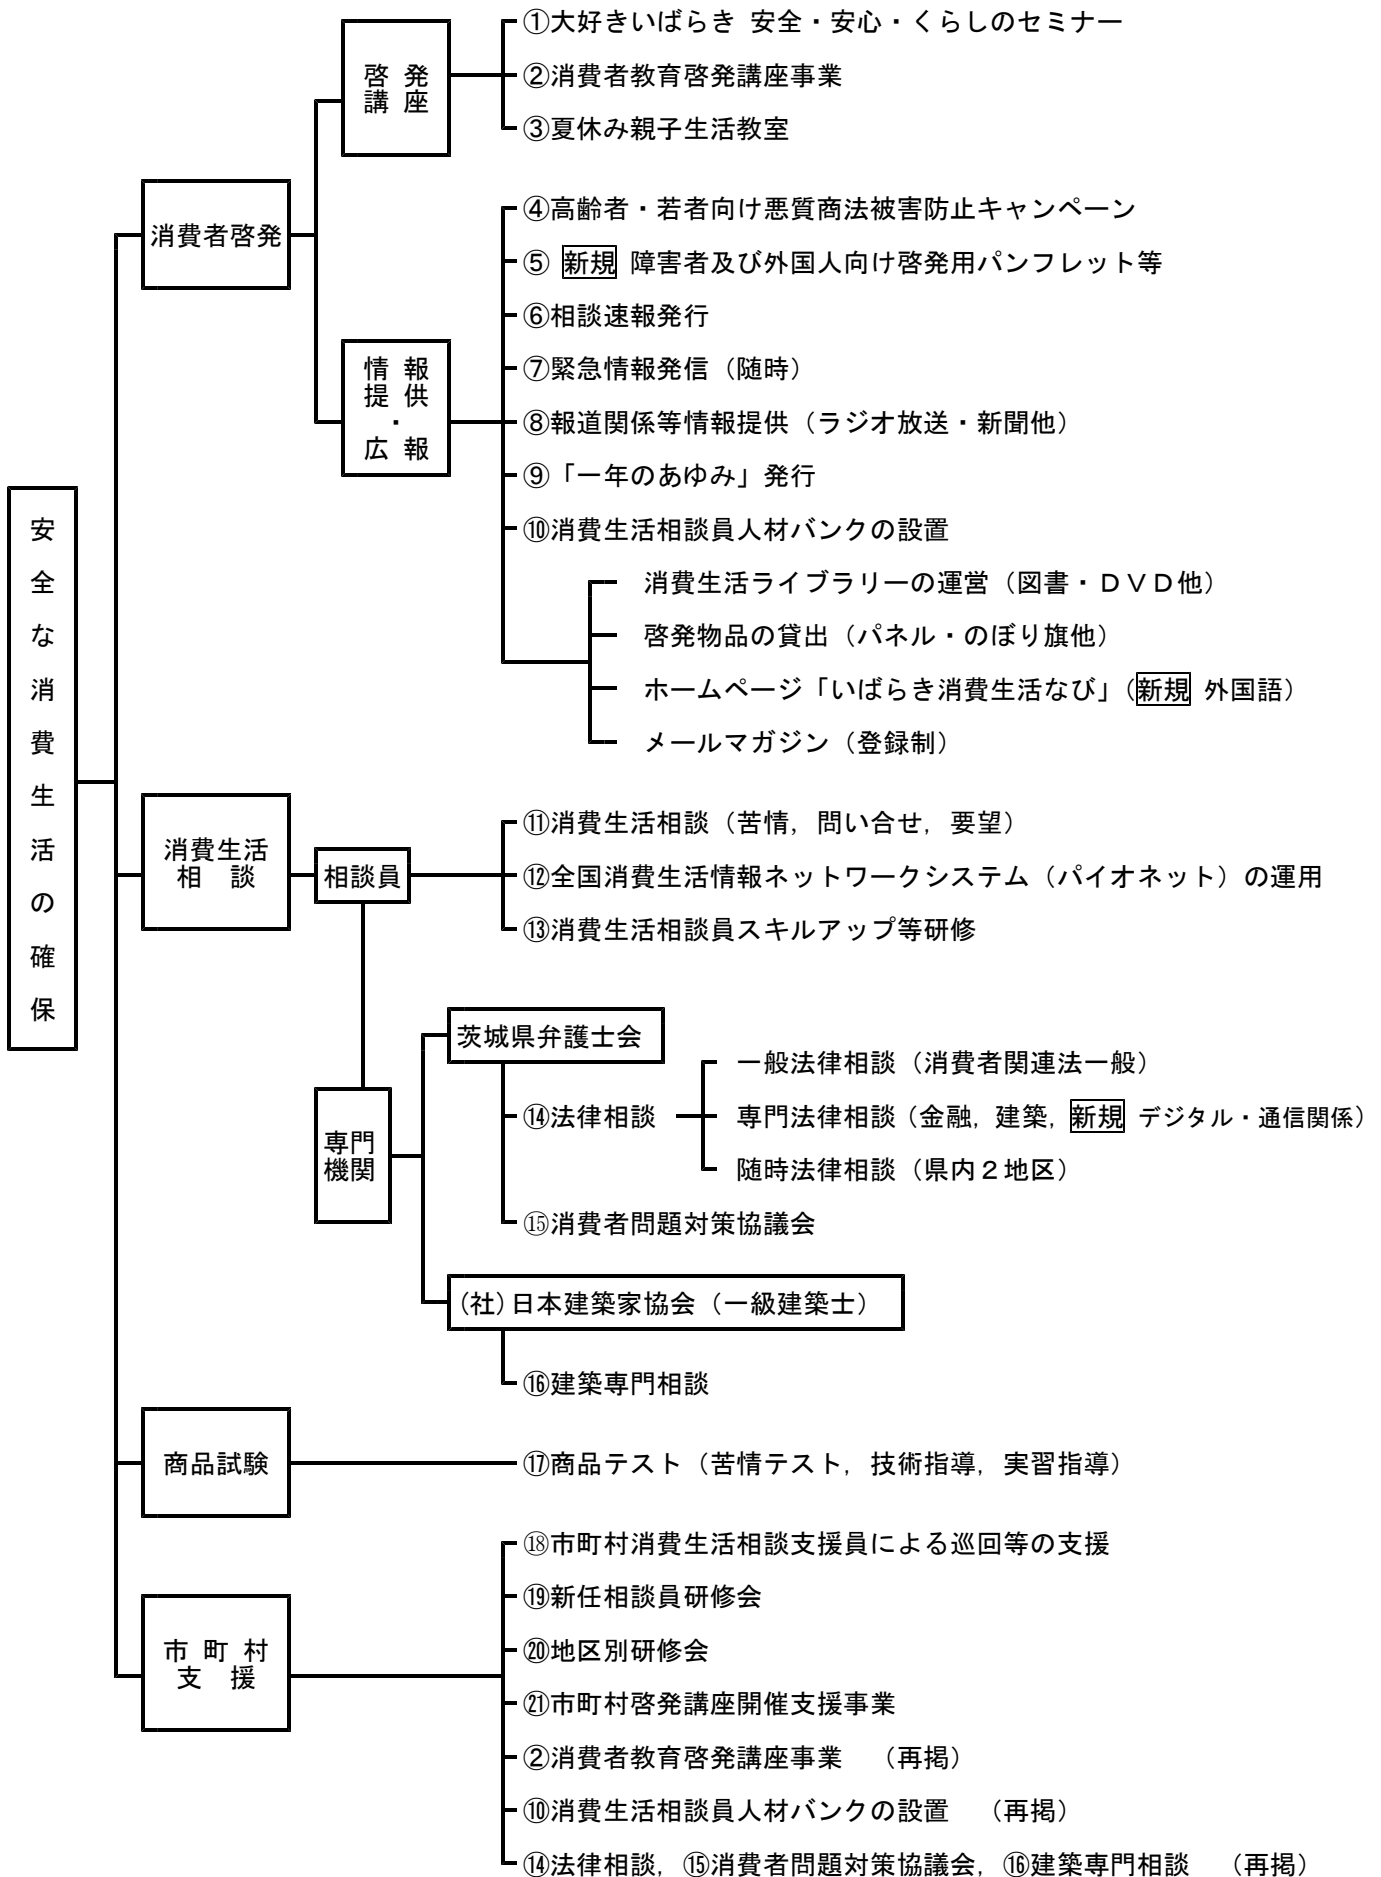 安全な消費生活の確保
消費者啓発
啓発
講座
①大好きいばらき 安全・安心・くらしのセミナー
②消費者教育啓発講座事業
③夏休み親子生活教室
情報
提供
・
広報
④高齢者・若者向け悪質商法被害防止キャンペーン
⑤ 新規 障害者及び外国人向け啓発用パンフレット等
⑥相談速報発行
⑦緊急情報発信（随時）
⑧報道関係等情報提供（ラジオ放送・新聞他）
⑨「一年のあゆみ」発行
⑩消費生活相談員人材バンクの設置
消費生活ライブラリーの運営（図書・ＤＶＤ他）
啓発物品の貸出（パネル・のぼり旗他）
ホームページ「いばらき消費生活なび」（新規 外国語）
メールマガジン（登録制）
消費生活
相　談
相談員
⑪消費生活相談（苦情，問い合せ，要望）
⑫全国消費生活情報ネットワークシステム（パイオネット）の運用
⑬消費生活相談員スキルアップ等研修
専門
機関
茨城県弁護士会
⑭法律相談
一般法律相談（消費者関連法一般）
専門法律相談（金融，建築，新規 デジタル・通信関係）
随時法律相談（県内２地区）
⑮消費者問題対策協議会
(社)日本建築家協会（一級建築士）
⑯建築専門相談
商品試験
⑰商品テスト（苦情テスト，技術指導，実習指導）
市町村
支　援
⑱市町村消費生活相談支援員による巡回等の支援
⑲新任相談員研修会
⑳地区別研修会
㉑市町村啓発講座開催支援事業
②消費者教育啓発講座事業　（再掲）
⑩消費生活相談員人材バンクの設置　（再掲）
⑭法律相談，⑮消費者問題対策協議会，⑯建築専門相談　（再掲）